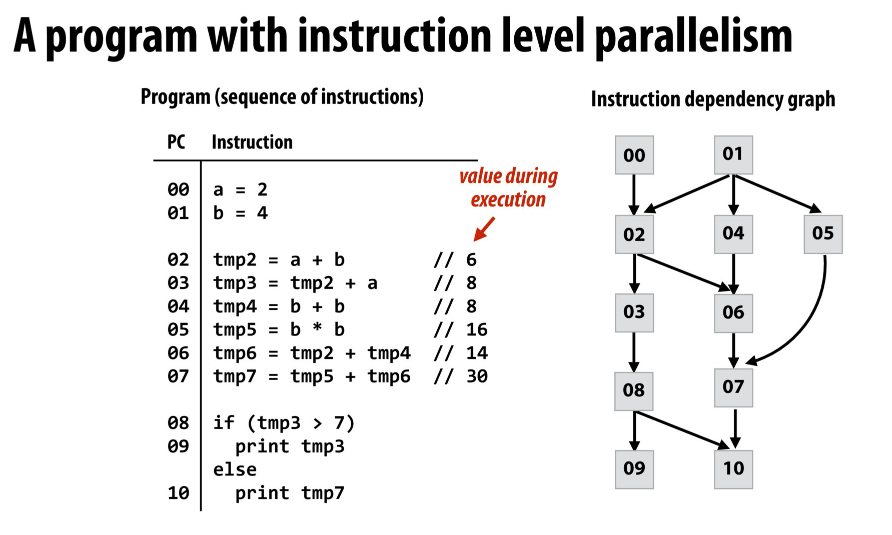 A program with instruction level parallelism
Program (sequence of instructions)
PC Instruction
value during
execution
00 a = 2
01 b = 4
02 tmp2 = a + b // 6
03 tmp3 = tmp2 + a // 8
04 tmp4 = b + b // 8
05 tmp5 = b * b // 16
06 tmp6 = tmp2 + tmp4 // 14
07 tmp7 = tmp5 + tmp6 // 30
08 if (tmp3 > 7)
09 print tmp3
else
10 print tmp7
Instruction dependency graph
00 01
02 04 05
03 06
08 07
09 10